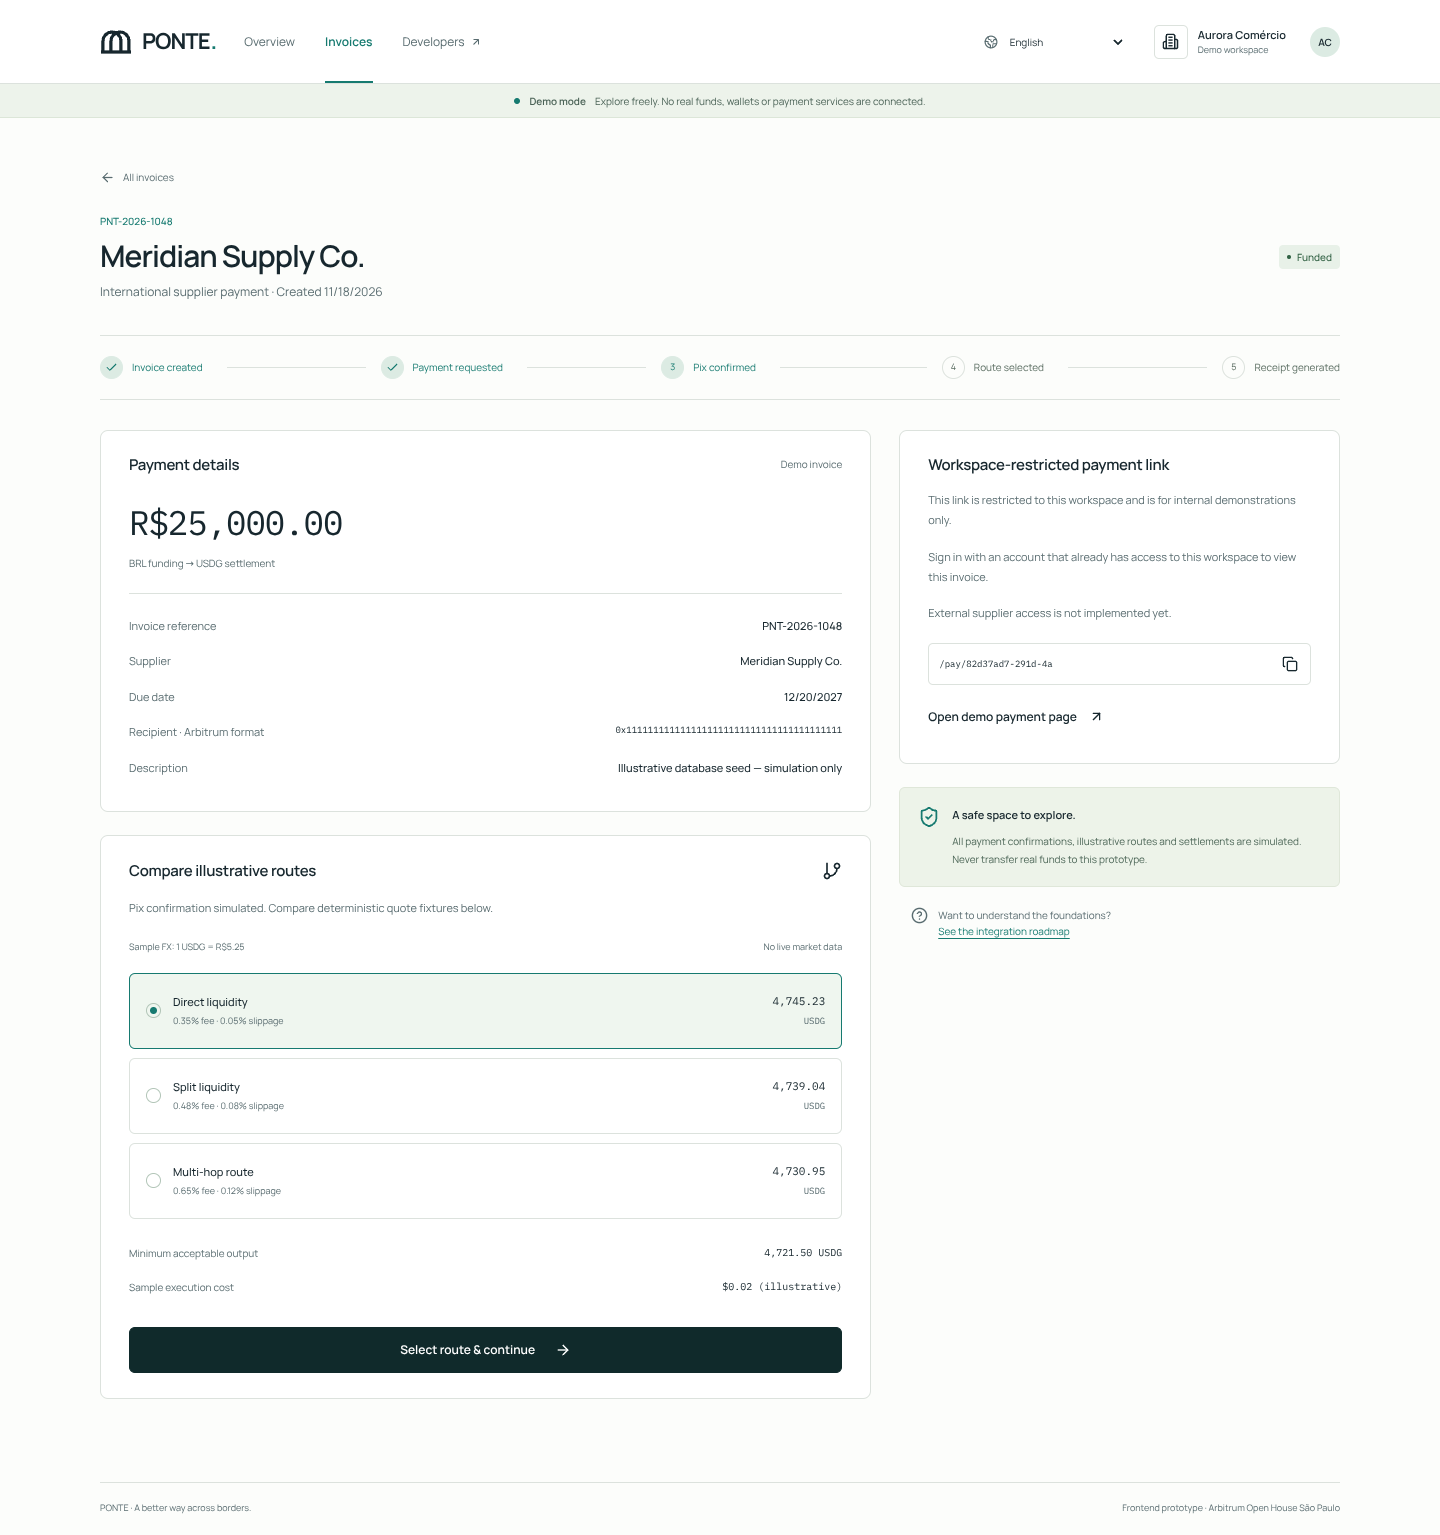 PONTE.
Overview
Invoices
Developers
English
Aurora Comércio
Demo workspace
AC
Demo mode Explore freely. No real funds, wallets or payment services are connected.
All invoices
PNT-2026-1048
Meridian Supply Co.
Funded
International supplier payment · Created 11/18/2026
Invoice created
Payment requested
3 Pix confirmed
4 Route selected
5 Receipt generated
Payment details
Demo invoice
R$25,000.00
BRL funding → USDG settlement
Invoice reference PNT-2026-1048
Supplier Meridian Supply Co.
Due date 12/20/2027
Recipient · Arbitrum format 0x1111111111111111111111111111111111111111
Description Illustrative database seed — simulation only
Compare illustrative routes
Pix confirmation simulated. Compare deterministic quote fixtures below.
Sample FX: 1 USDG = R$5.25 No live market data
Direct liquidity 4,745.23
0.35% fee · 0.05% slippage USDG
Split liquidity 4,739.04
0.48% fee · 0.08% slippage USDG
Multi-hop route 4,730.95
0.65% fee · 0.12% slippage USDG
Minimum acceptable output 4,721.50 USDG
Sample execution cost $0.02 (illustrative)
Select route & continue
Workspace-restricted payment link
This link is restricted to this workspace and is for internal demonstrations
only.
Sign in with an account that already has access to this workspace to view
this invoice.
External supplier access is not implemented yet.
/pay/82d37ad7-291d-4a
Open demo payment page
A safe space to explore.
All payment confirmations, illustrative routes and settlements are simulated.
Never transfer real funds to this prototype.
Want to understand the foundations?
See the integration roadmap
PONTE · A better way across borders.
Frontend prototype · Arbitrum Open House São Paulo